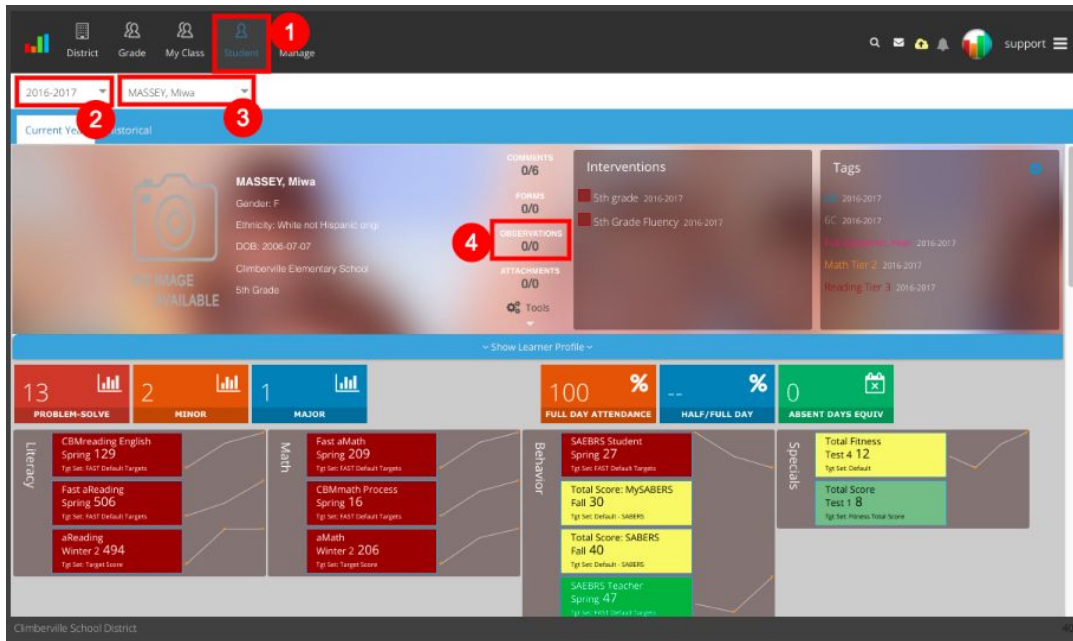 District
Grade
My Class
Student
Manage
1
support
2016-2017
MASSEY, Miwa
2
3
Current Year
Historical
MASSEY, Miwa
Gender: F
Ethnicity: White not Hispanic origi
DOB: 2006-07-07
Climberville Elementary School
5th Grade
IMAGE
AVAILABLE
COMMENTS
0/6
FORMS
0/0
4
OBSERVATIONS
0/0
ATTACHMENTS
0/0
Tools
Interventions
5th grade 2016-2017
5th Grade Fluency 2016-2017
Tags
2016-2017
6C 2016-2017
2016-2017
Math Tier 2 2016-2017
Reading Tier 3 2016-2017
Show Learner Profile
13
PROBLEM-SOLVE
2
MINOR
1
MAJOR
100 %
FULL DAY ATTENDANCE
-- %
HALF/FULL DAY
0
ABSENT DAYS EQUIV
Literacy
CBMreading English
Spring 129
Tgt Set: FAST Default Targets
Fast aReading
Spring 506
Tgt Set: FAST Default Targets
aReading
Winter 2 494
Tgt Set: Target Score
Math
Fast aMath
Spring 209
Tgt Set: FAST Default Targets
CBMmath Process
Spring 16
Tgt Set: FAST Default Targets
aMath
Winter 2 206
Tgt Set: Target Score
Behavior
SAEBRS Student
Spring 27
Tgt Set: FAST Default Targets
Total Score: MySABERS
Fall 30
Tgt Set: Default - SABERS
Total Score: SABERS
Fall 40
Tgt Set: Default - SABERS
SAEBRS Teacher
Spring 47
Tgt Set: FAST Default Targets
Specials
Total Fitness
Test 4 12
Tgt Set: Default
Total Score
Test 1 8
Tgt Set: Fitness Total Score
Climberville School District